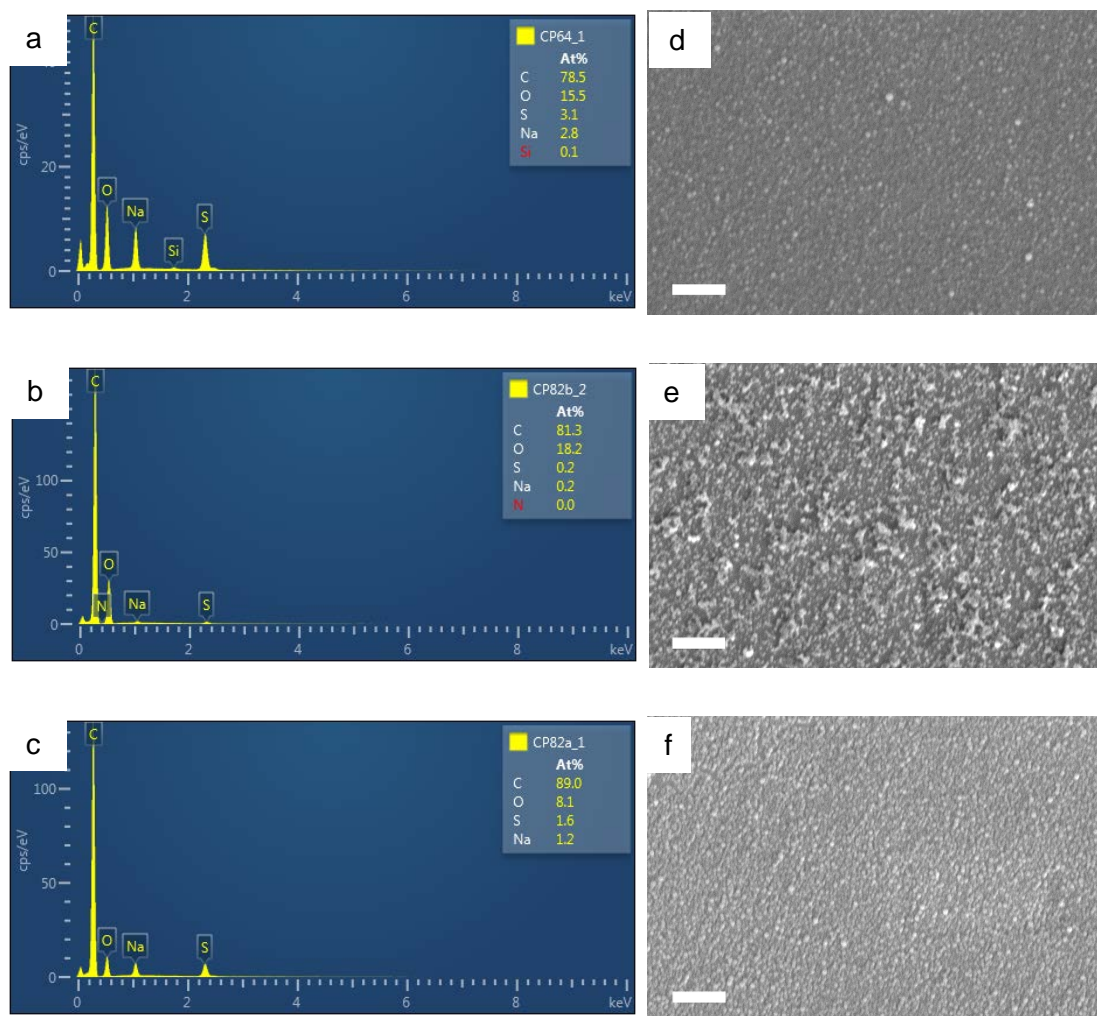 a
C
40
20
0
cps/eV
O
Na
Si
S
0 2 4 6 8 keV
CP64_1
At%
C 78.5
O 15.5
S 3.1
Na 2.8
Si 0.1
d
b
C
100
50
0
cps/eV
O
N
Na
S
0 2 4 6 8 keV
CP82b_2
At%
C 81.3
O 18.2
S 0.2
Na 0.2
N 0.0
e
c
C
100
50
0
cps/eV
O
Na
S
0 2 4 6 8 keV
CP82a_1
At%
C 89.0
O 8.1
S 1.6
Na 1.2
f